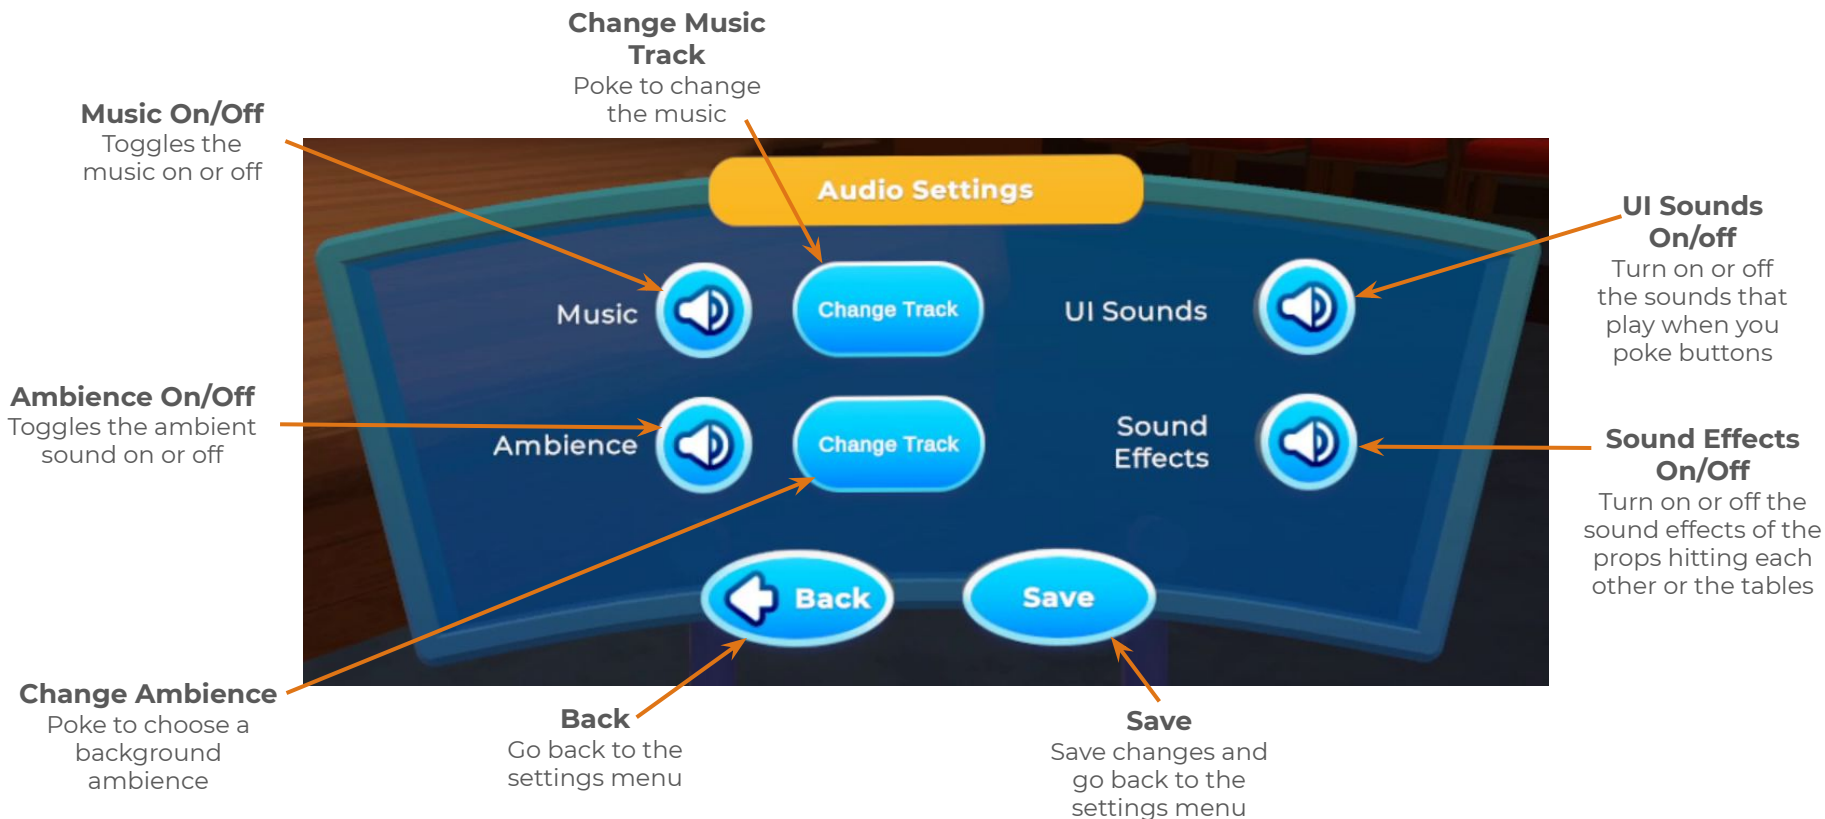 Change Music
Track
Poke to change
the music
Music On/Off
Toggles the
music on or off
Audio Settings
UI Sounds
On/off
Turn on or off
the sounds that
play when you
poke buttons
Music
Change Track
UI Sounds
Ambience On/Off
Toggles the ambient
sound on or off
Ambience
Change Track
Sound
Effects
Sound Effects
On/Off
Turn on or off the
sound effects of the
props hitting each
other or the tables
Back
Save
Change Ambience
Poke to choose a
background
ambience
Back
Go back to the
settings menu
Save
Save changes and
go back to the
settings menu